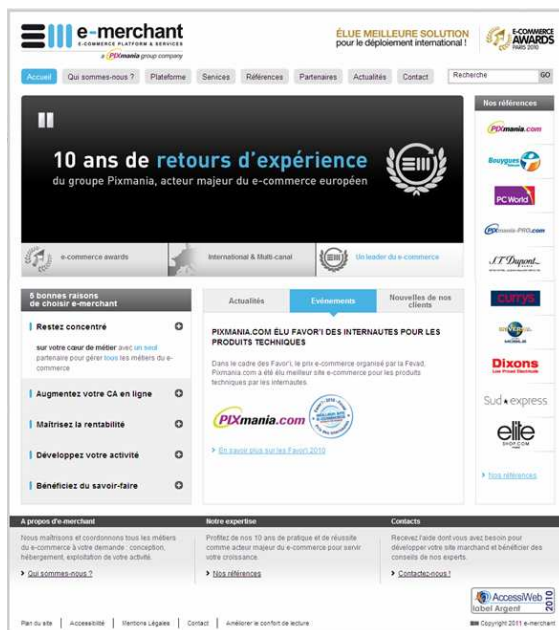 e-merchant
E-COMMERCE PLATFORM & SERVICES
a PIXmania group company
ÉLUE MEILLEURE SOLUTION
pour le déploiement international !
E-COMMERCE
AWARDS
PARIS 2010
Accueil
Qui sommes-nous ?
Plateforme
Services
Références
Partenaires
Actualités
Contact
Recherche
GO
10 ans de retours d'expérience
du groupe Pixmania, acteur majeur du e-commerce européen
e-commerce awards
International & Multi-canal
Un leader du e-commerce
Nos références
PIXmania.com
Bouygues
Telecom
PC World
PIXmania-PRO.com
S.T. Dupont
currys
UNIVERSAL
Dixons
Sud express
elite
SHOP.COM
> Nos références
5 bonnes raisons
de choisir e-merchant
Restez concentré
sur votre cœur de métier avec un seul
partenaire pour gérer tous les métiers du e-
commerce
Augmentez votre CA en ligne
Maîtrisez la rentabilité
Développez votre activité
Bénéficiez du savoir-faire
Actualités
Evénements
Nouvelles de nos
clients
PIXMANIA.COM ÉLU FAVOR'I DES INTERNAUTES POUR LES
PRODUITS TECHNIQUES
Dans le cadre des Favor'i, le prix e-commerce organisé par la Fevad,
Pixmania.com a été élu meilleur site e-commerce pour les produits
techniques par les internautes.
PIXmania.com
> En savoir plus sur les Favor'i 2010
A propos d'e-merchant
Nous maîtrisons et coordonnons tous les métiers
du e-commerce à votre demande : conception,
hébergement, exploitation de votre activité.
> Qui sommes-nous ?
Notre expertise
Profitez de nos 10 ans de pratique et de réussite
comme acteur majeur du e-commerce pour servir
votre croissance.
> Nos références
Contacts
Recevez l'aide dont vous avez besoin pour
développer votre site marchand et bénéficier des
conseils de nos experts.
> Contactez-nous !
AccessiWeb
label Argent
2010
Plan du site
Accessibilité
Mentions Légales
Contact
Améliorer le confort de lecture
Copyright 2011 e-merchant